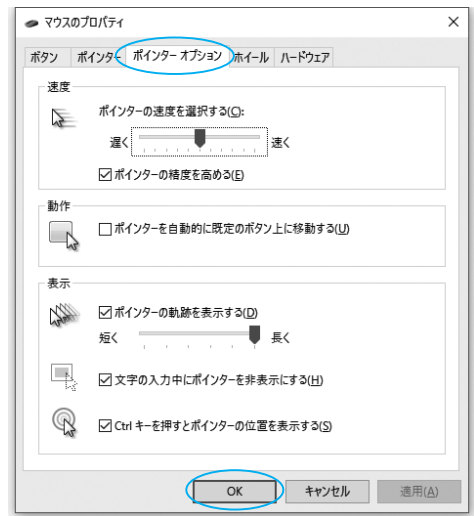 マウスのプロパティ
ボタン ポインター ポインター オプション ホイール ハードウェア
速度
ポインターの速度を選択する(C):
遅く 速く
ポインターの精度を高める(E)
動作
ポインターを自動的に既定のボタン上に移動する(U)
表示
ポインターの軌跡を表示する(D)
短く 長く
文字の入力中にポインターを非表示にする(H)
Ctrl キーを押すとポインターの位置を表示する(S)
OK キャンセル 適用(A)